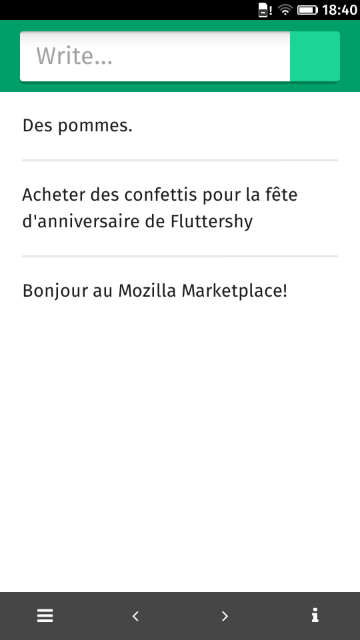 18:40
Write...
Des pommes.
Acheter des confettis pour la fête
d'anniversaire de Fluttershy
Bonjour au Mozilla Marketplace!